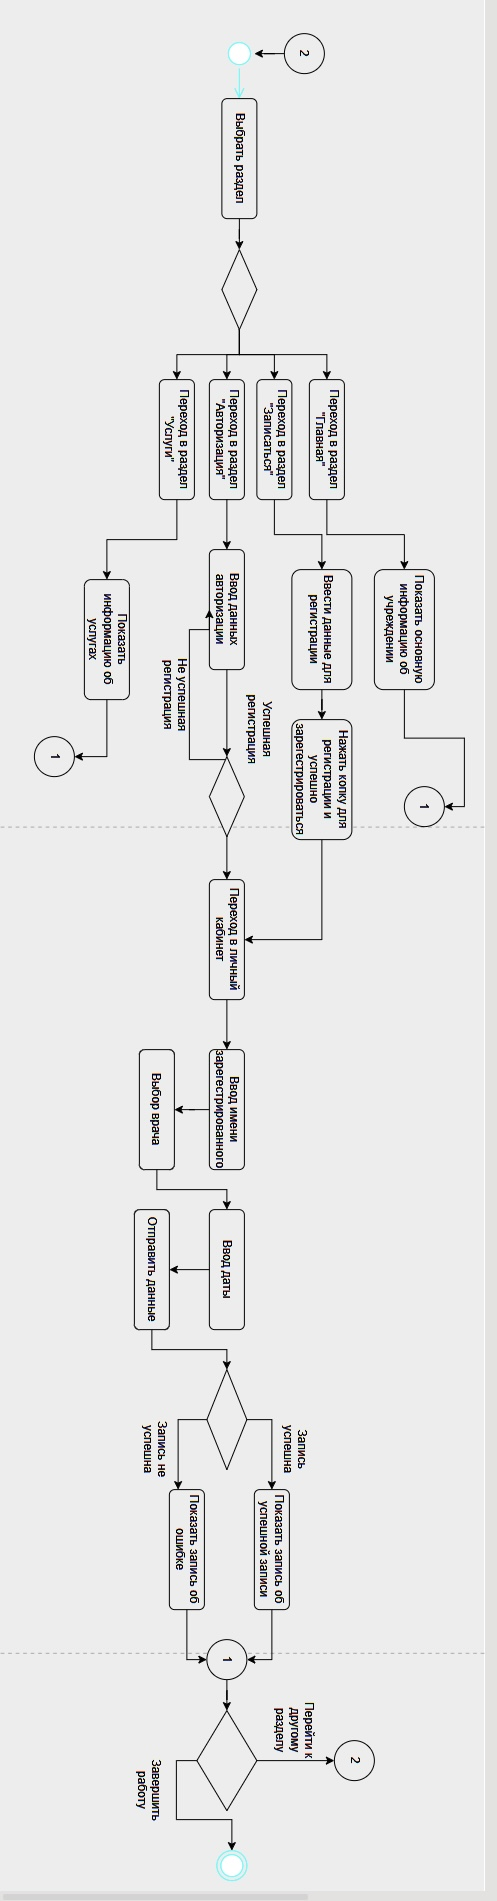 2
Выбрать раздел
Переход в раздел
"Главная"
Переход в раздел
"Записаться"
Переход в раздел
"Авторизация"
Переход в раздел
"Услуги"
Показать основную
информацию об
учреждении
Ввести данные для
регистрации
Ввод данных
авторизации
Показать
информацию об
услугах
Нажать копку для
регистрации и
успешно
зарегестрироваться
Успешная
регистрация
Не успешная
регистрация
1
1
Переход в личный
кабинет
Ввод имени
зарегестрированного
Выбор врача
Ввод даты
Отправить данные
Запись
успешна
Запись не
успешна
Показать запись об
успешной записи
Показать запись об
ошибке
1
Перейти к
другому
разделу
2
Завершить
работу